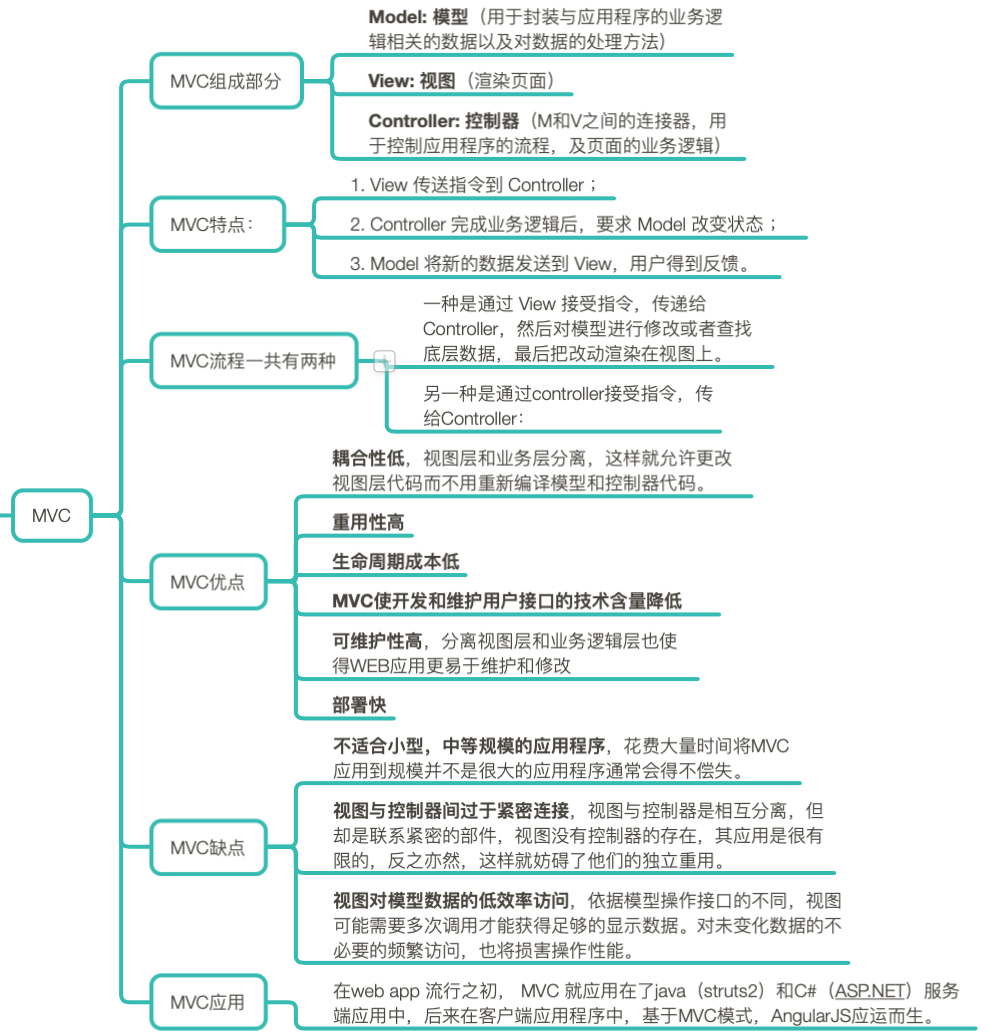 Model: 模型（用于封装与应用程序的业务逻
辑相关的数据以及对数据的处理方法）
MVC组成部分
View: 视图（渲染页面）
Controller: 控制器（M和V之间的连接器，用
于控制应用程序的流程，及页面的业务逻辑）
1. View 传送指令到 Controller；
MVC特点：
2. Controller 完成业务逻辑后，要求 Model 改变状态；
3. Model 将新的数据发送到 View，用户得到反馈。
一种是通过 View 接受指令，传递给
Controller，然后对模型进行修改或者查找
底层数据，最后把改动渲染在视图上。
MVC流程一共有两种
另一种是通过controller接受指令，传
给Controller：
耦合性低，视图层和业务层分离，这样就允许更改
视图层代码而不用重新编译模型和控制器代码。
重用性高
MVC
生命周期成本低
MVC优点
MVC使开发和维护用户接口的技术含量降低
可维护性高，分离视图层和业务逻辑层也使
得WEB应用更易于维护和修改
部署快
不适合小型，中等规模的应用程序，花费大量时间将MVC
应用到规模并不是很大的应用程序通常会得不偿失。
视图与控制器间过于紧密连接，视图与控制器是相互分离，但
却是联系紧密的部件，视图没有控制器的存在，其应用是很有
限的，反之亦然，这样就妨碍了他们的独立重用。
MVC缺点
视图对模型数据的低效率访问，依据模型操作接口的不同，视图
可能需要多次调用才能获得足够的显示数据。对未变化数据的不
必要的频繁访问，也将损害操作性能。
MVC应用
在web app 流行之初， MVC 就应用在了java（struts2）和C#（ASP.NET）服务
端应用中，后来在客户端应用程序中，基于MVC模式，AngularJS应运而生。